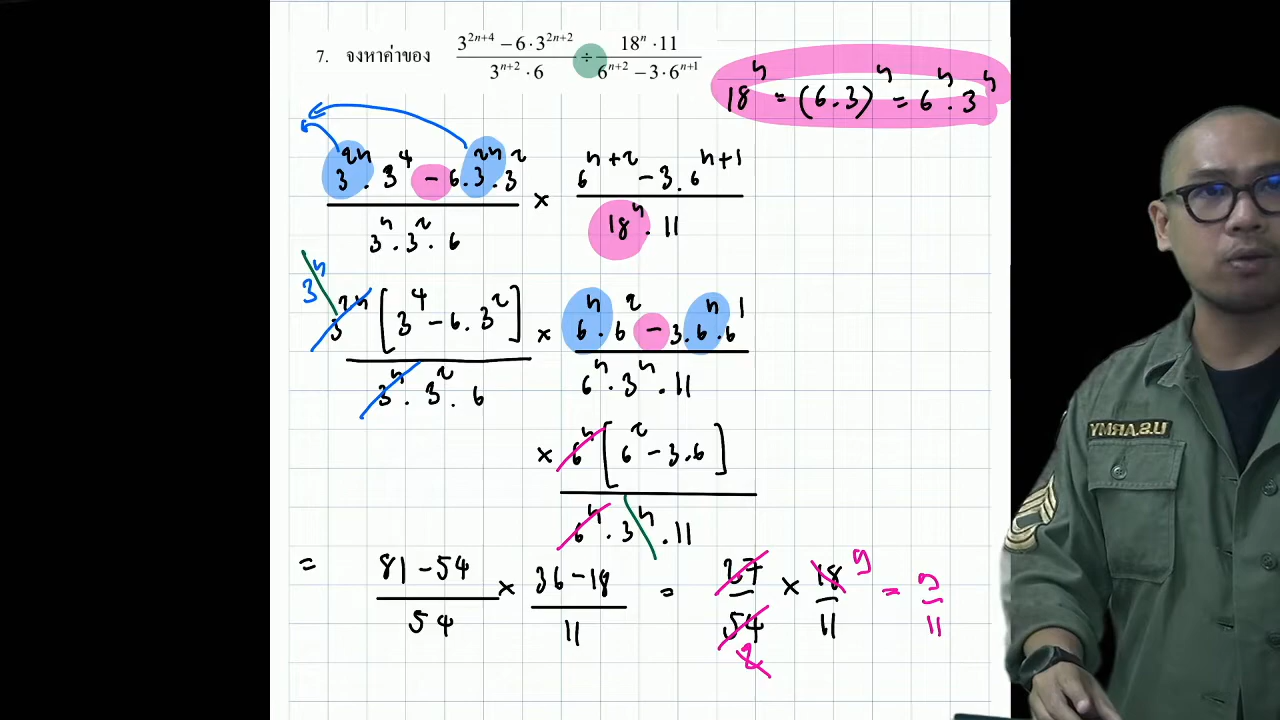 7. จงหาค่าของ (3^{2n+4} − 6·3^{2n+2})/(3^{n+2}·6) ÷ (18^n·11)/(6^{n+2} − 3·6^{n+1})
18^n = (6.3)^n = 6^n . 3^n
(3^{2n} . 3^4 − 6.3^{2n}.3^2)/(3^n . 3^2 . 6) × (6^{n+2} − 3.6^{n+1})/(18^n . 11)
3^n
3^{2n}[3^4 − 6.3^2]/(3^n . 3^2 . 6) × (6^n . 6^2 − 3.6^n.6^1)/(6^n . 3^n . 11)
× 6^n[6^2 − 3.6]/(6^n . 3^n . 11)
= (81 − 54)/54 × (36 − 18)/11 = 27/54 × 18/11 = 9/11
9
2
U.S.ARMY